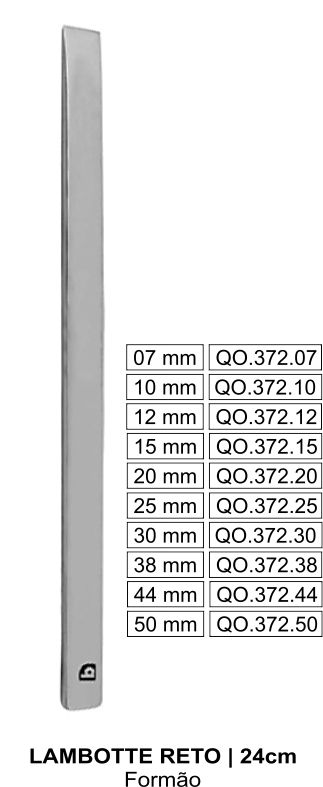 07 mm QO.372.07
10 mm QO.372.10
12 mm QO.372.12
15 mm QO.372.15
20 mm QO.372.20
25 mm QO.372.25
30 mm QO.372.30
38 mm QO.372.38
44 mm QO.372.44
50 mm QO.372.50
LAMBOTTE RETO | 24cm
Formão